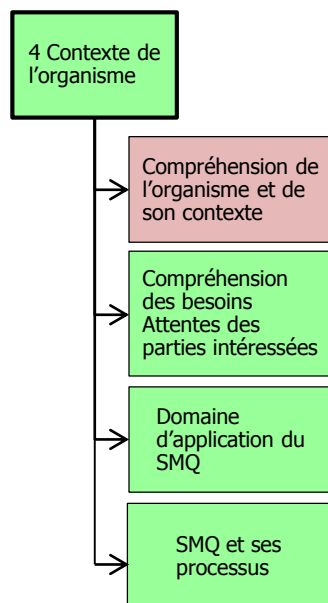 4 Contexte de
l’organisme
Compréhension de
l’organisme et de
son contexte
Compréhension
des besoins
Attentes des
parties intéressées
Domaine
d’application du
SMQ
SMQ et ses
processus